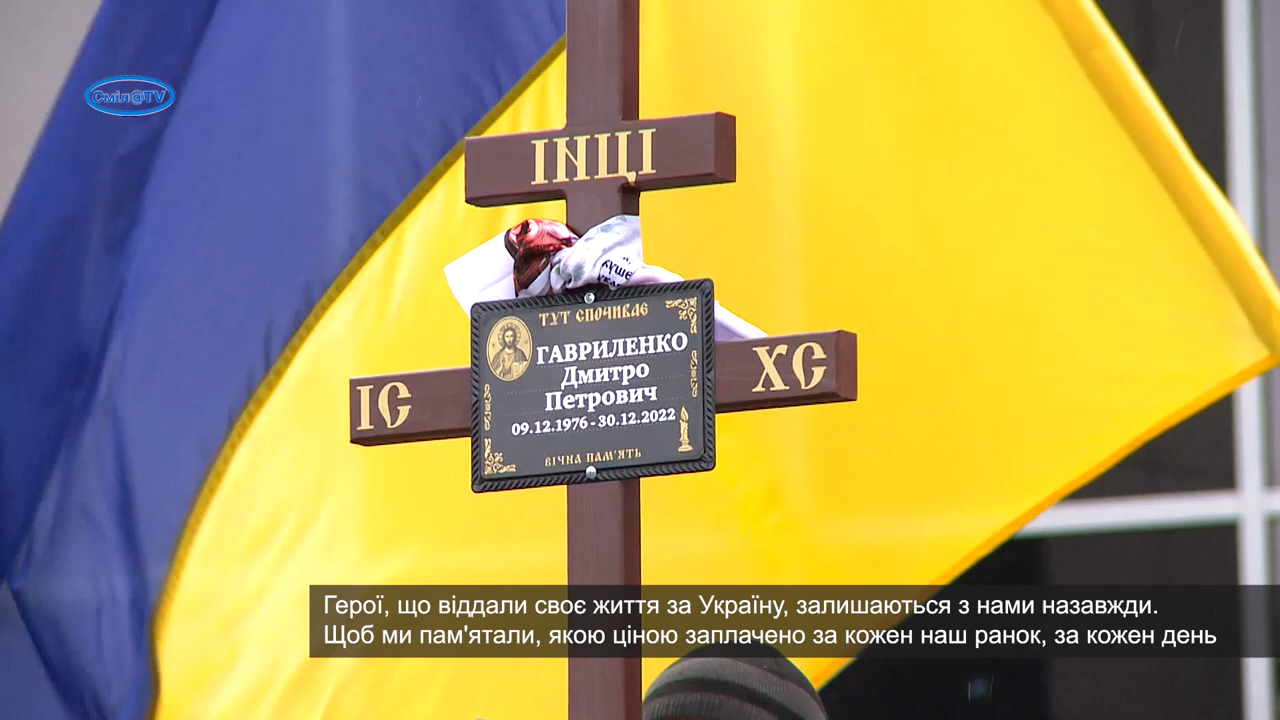 Сміл@TV
ІНЦІ
ТУТ СПОЧИВАЄ
ГАВРИЛЕНКО
Дмитро
Петрович
09.12.1976 - 30.12.2022
ВІЧНА ПАМ'ЯТЬ
ІС
ХС
Герої, що віддали своє життя за Україну, залишаються з нами назавжди.
Щоб ми пам'ятали, якою ціною заплачено за кожен наш ранок, за кожен день